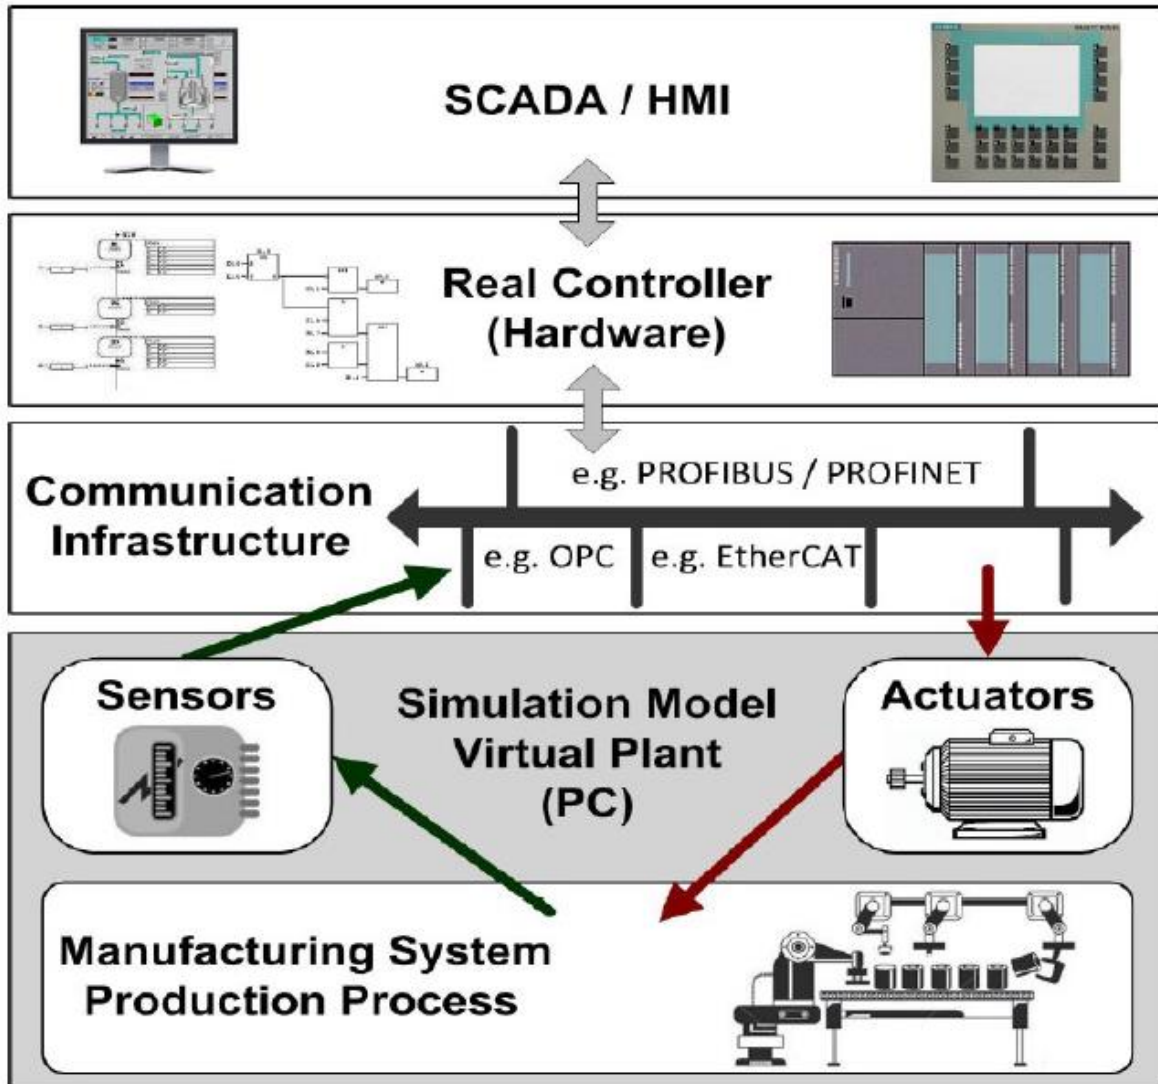 SCADA / HMI
Real Controller
(Hardware)
Communication
Infrastructure
e.g. PROFIBUS / PROFINET
e.g. OPC
e.g. EtherCAT
Sensors
Simulation Model
Virtual Plant
(PC)
Actuators
Manufacturing System
Production Process